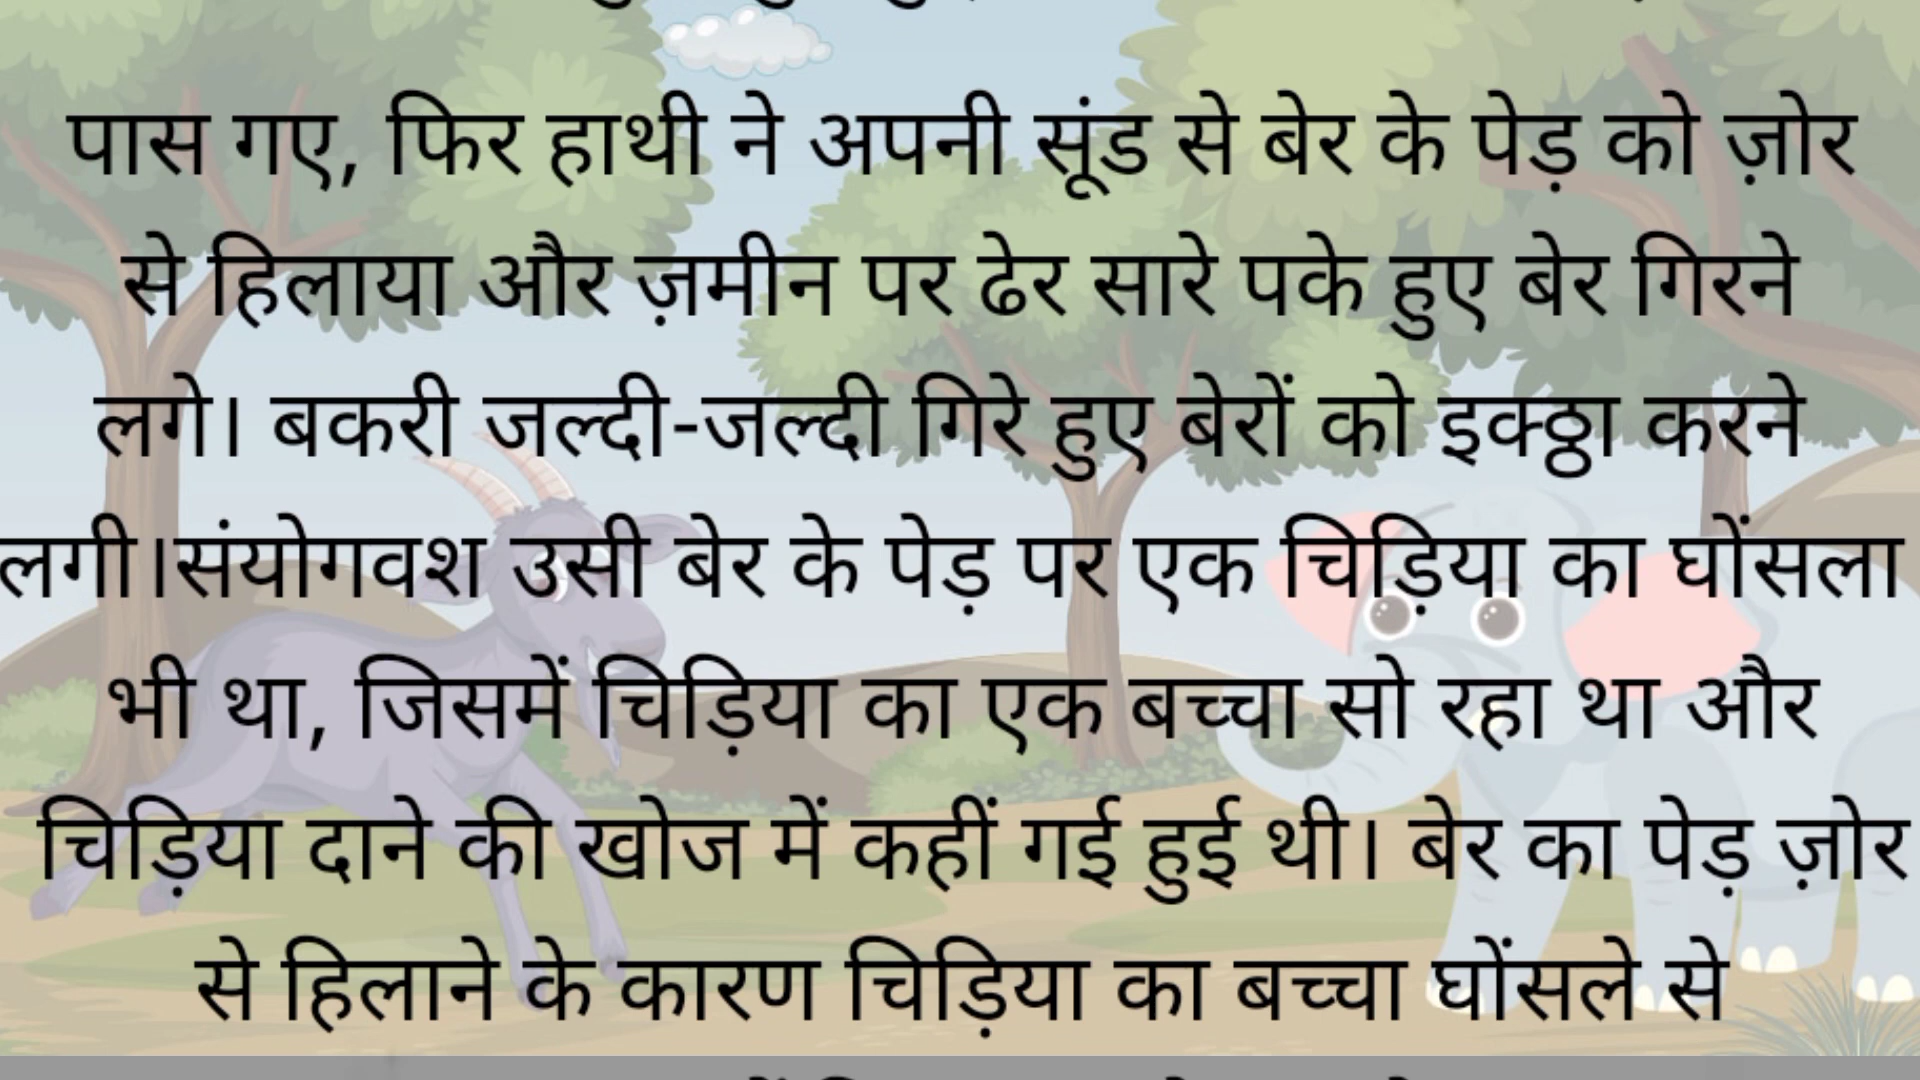 पास गए, फिर हाथी ने अपनी सूंड से बेर के पेड़ को ज़ोर
से हिलाया और ज़मीन पर ढेर सारे पके हुए बेर गिरने
लगे। बकरी जल्दी-जल्दी गिरे हुए बेरों को इक्ठ्ठा करने
लगी।संयोगवश उसी बेर के पेड़ पर एक चिड़िया का घोंसला
भी था, जिसमें चिड़िया का एक बच्चा सो रहा था और
चिड़िया दाने की खोज में कहीं गई हुई थी। बेर का पेड़ ज़ोर
से हिलाने के कारण चिड़िया का बच्चा घोंसले से